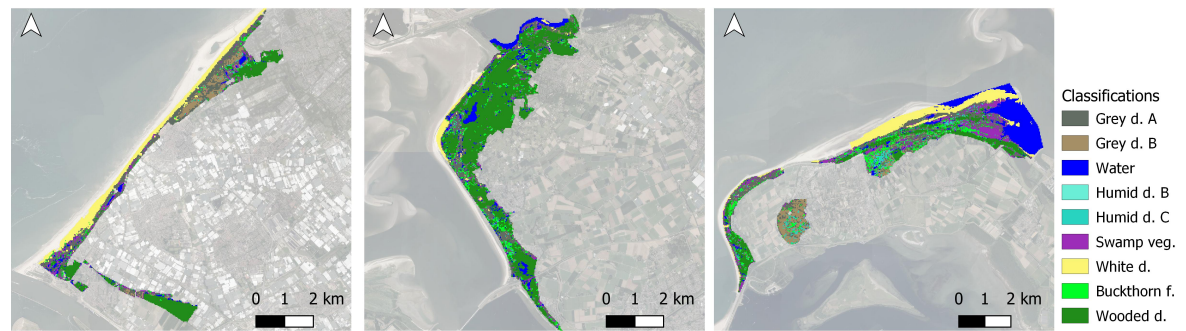 0 1 2 km
0 1 2 km
0 1 2 km
Classifications
Grey d. A
Grey d. B
Water
Humid d. B
Humid d. C
Swamp veg.
White d.
Buckthorn f.
Wooded d.